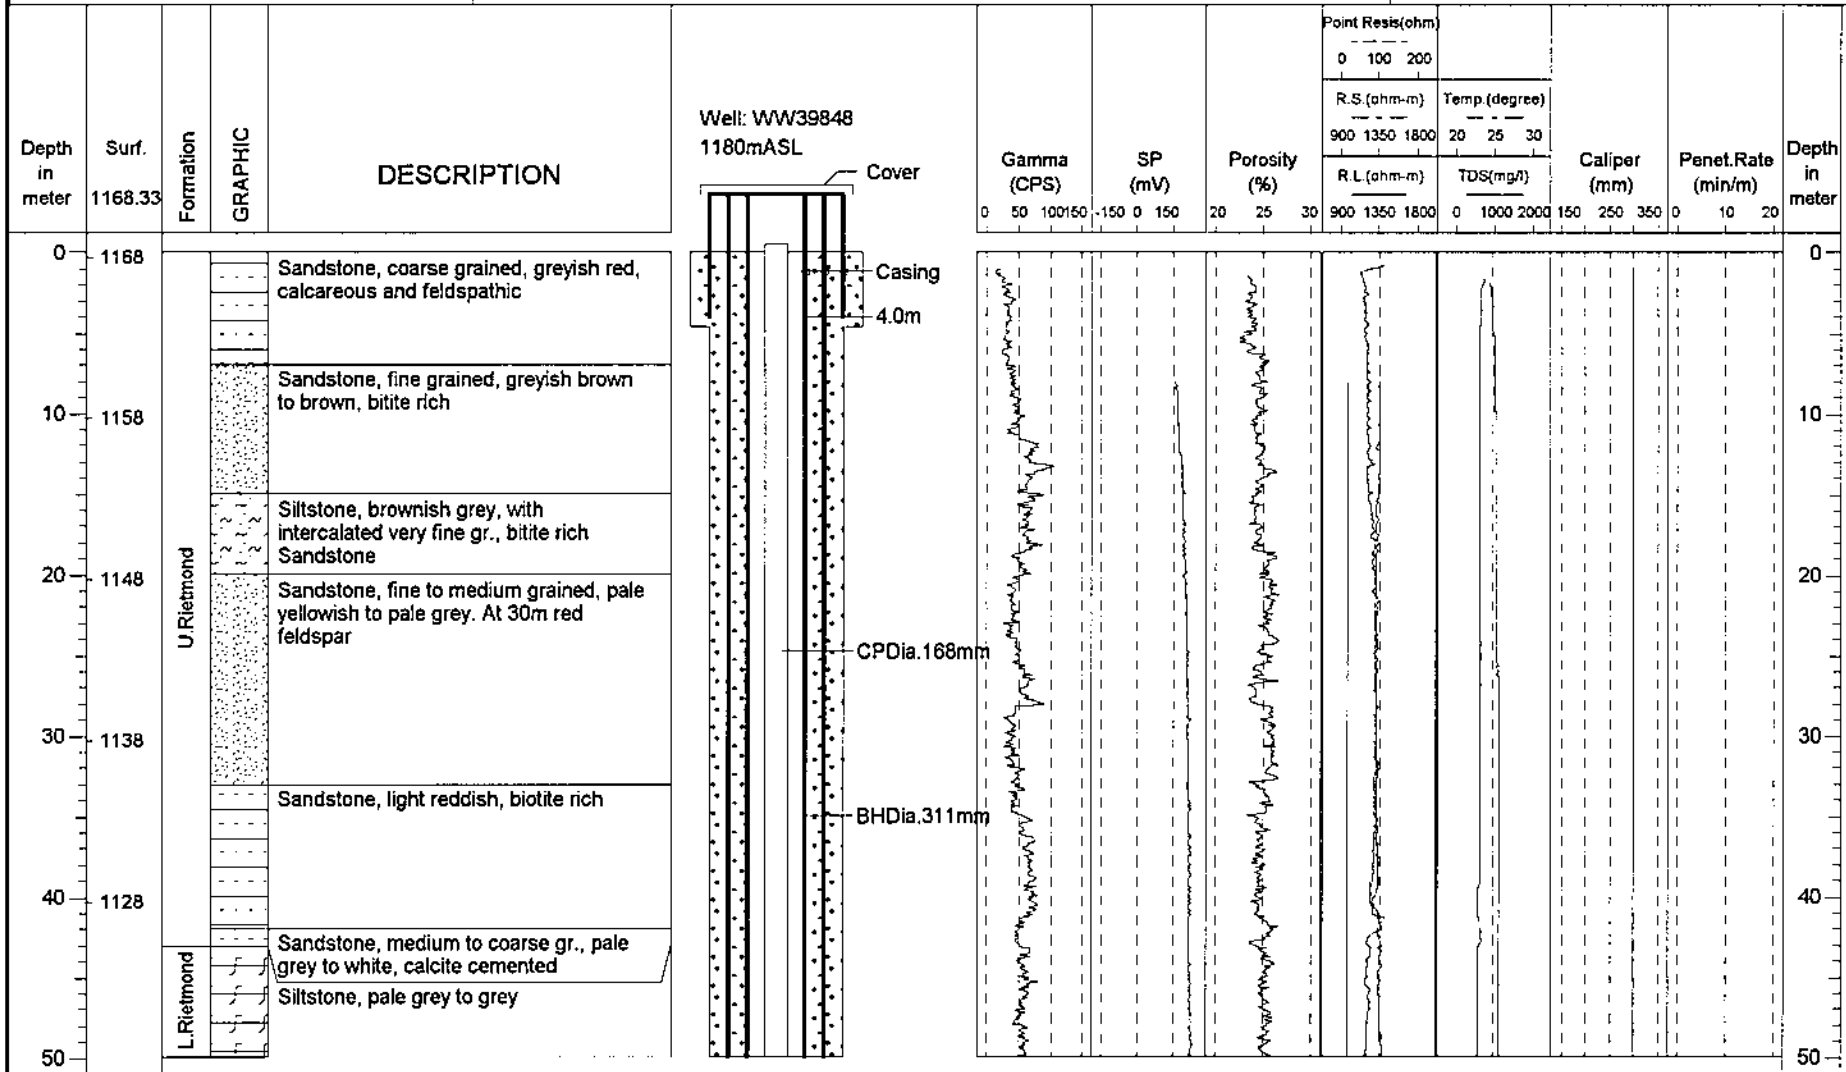 Depth
in
meter
Surf.
1168.33
Formation
GRAPHIC
DESCRIPTION
Well: WW39848
1180mASL
Cover
Gamma
(CPS)
0 50 100 150
SP
(mV)
-150 0 150
Porosity
(%)
20 25 30
Point Resis(ohm)
0 100 200
R.S.(ohm-m)
900 1350 1800
R.L.(ohm-m)
900 1350 1800
Temp.(degree)
20 25 30
TDS(mg/l)
0 1000 2000
Caliper
(mm)
150 250 350
Penet.Rate
(min/m)
0 10 20
Depth
in
meter
0
10
20
30
40
50
1168
1158
1148
1138
1128
U.Rietmond
L.Rietmond
Sandstone, coarse grained, greyish red,
calcareous and feldspathic
Sandstone, fine grained, greyish brown
to brown, bitite rich
Siltstone, brownish grey, with
intercalated very fine gr., bitite rich
Sandstone
Sandstone, fine to medium grained, pale
yellowish to pale grey. At 30m red
feldspar
Sandstone, light reddish, biotite rich
Sandstone, medium to coarse gr., pale
grey to white, calcite cemented
Siltstone, pale grey to grey
Casing
4.0m
CPDia.168mm
BHDia.311mm
0
10
20
30
40
50